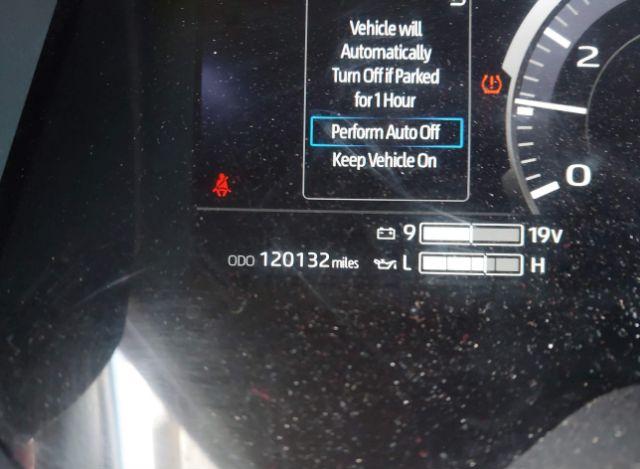 Vehicle will
Automatically
Turn Off if Parked
for 1 Hour
Perform Auto Off
Keep Vehicle On
2
0
9 19V
ODO 120132 miles L H